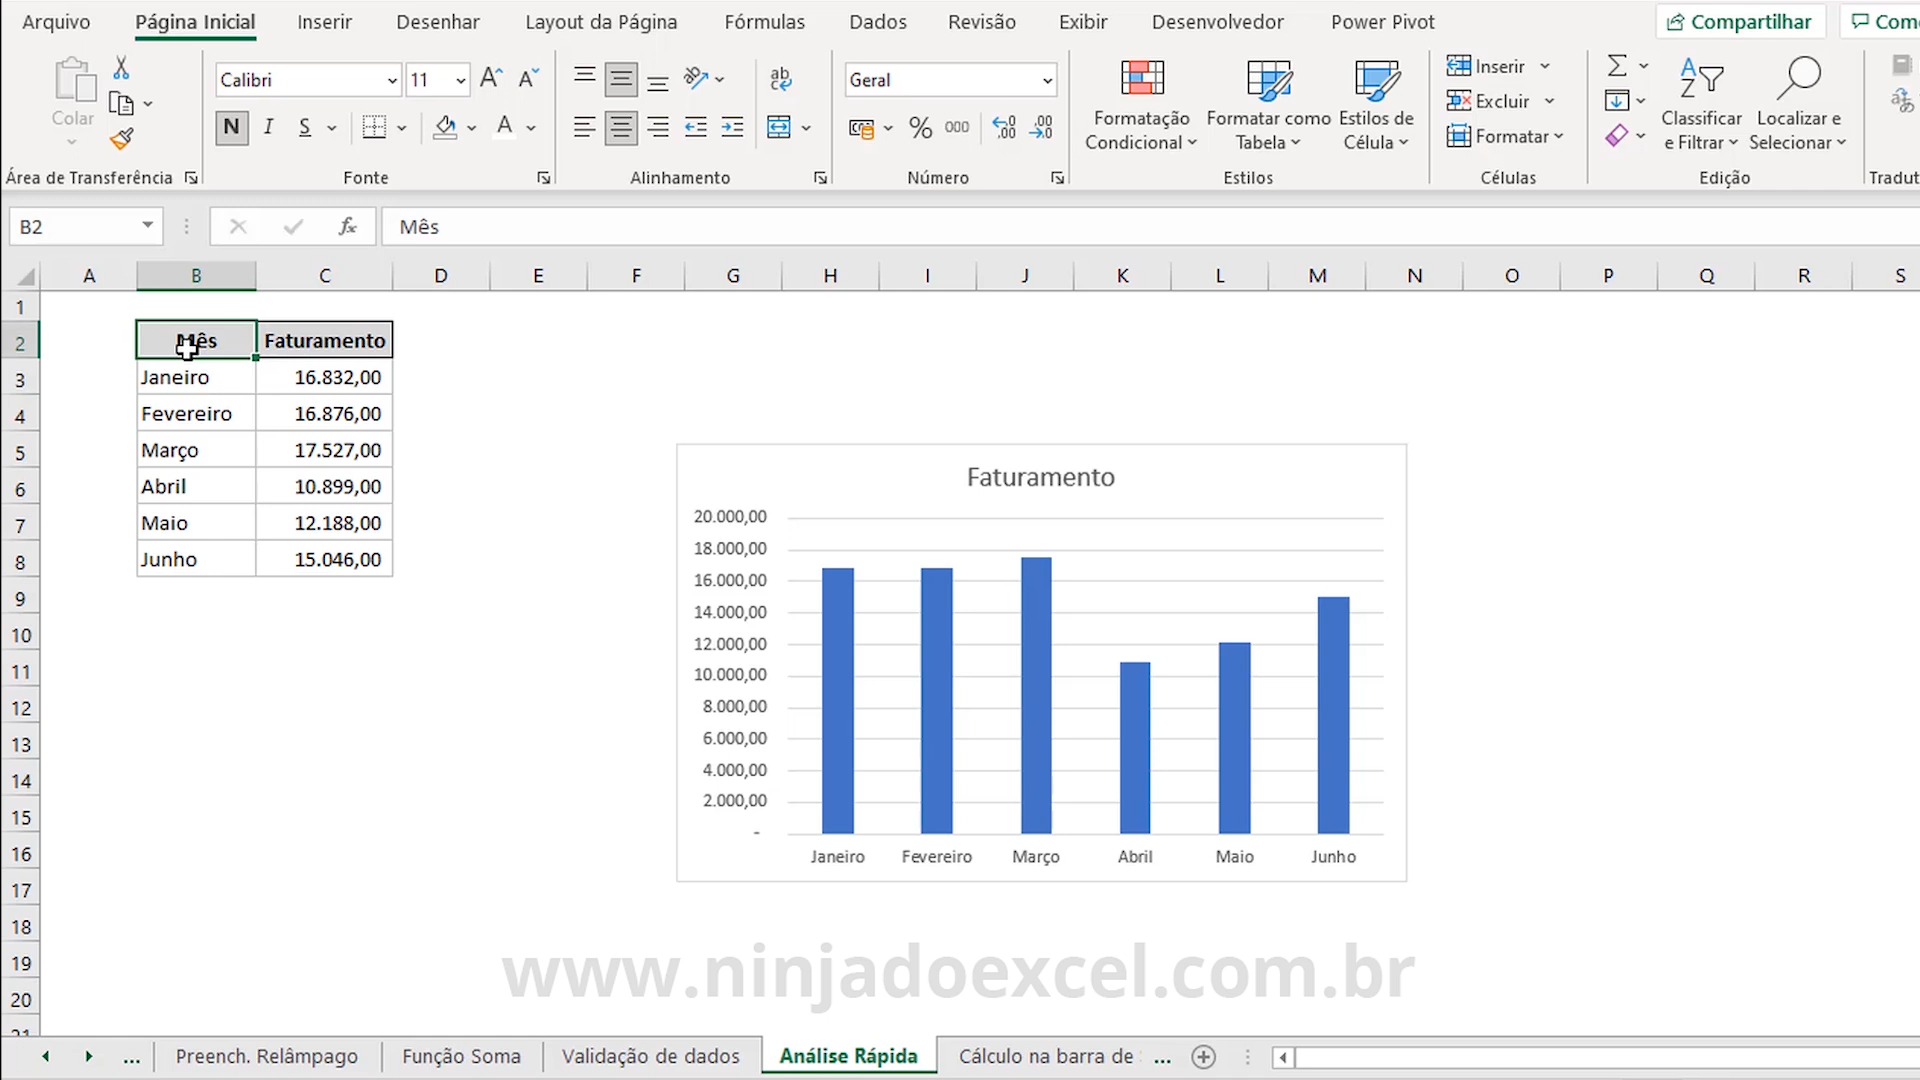 Arquivo Página Inicial Inserir Desenhar Layout da Página Fórmulas Dados Revisão Exibir Desenvolvedor Power Pivot Compartilhar
Colar
Calibri 11
N I S A
ab
Geral
% 000
Formatação Condicional
Formatar como Tabela
Estilos de Célula
Inserir
Excluir
Formatar
Classificar e Filtrar
Localizar e Selecionar
Área de Transferência Fonte Alinhamento Número Estilos Células Edição
B2 fx Mês
A B C D E F G H I J K L M N O P Q R S
1
2 Mês Faturamento
3 Janeiro 16.832,00
4 Fevereiro 16.876,00
5 Março 17.527,00
6 Abril 10.899,00
7 Maio 12.188,00
8 Junho 15.046,00
9
10
11
12
13
14
15
16
17
18
19
20
21
Faturamento
20.000,00
18.000,00
16.000,00
14.000,00
12.000,00
10.000,00
8.000,00
6.000,00
4.000,00
2.000,00
-
Janeiro Fevereiro Março Abril Maio Junho
www.ninjadoexcel.com.br
... Preench. Relâmpago Função Soma Validação de dados Análise Rápida Cálculo na barra de ...